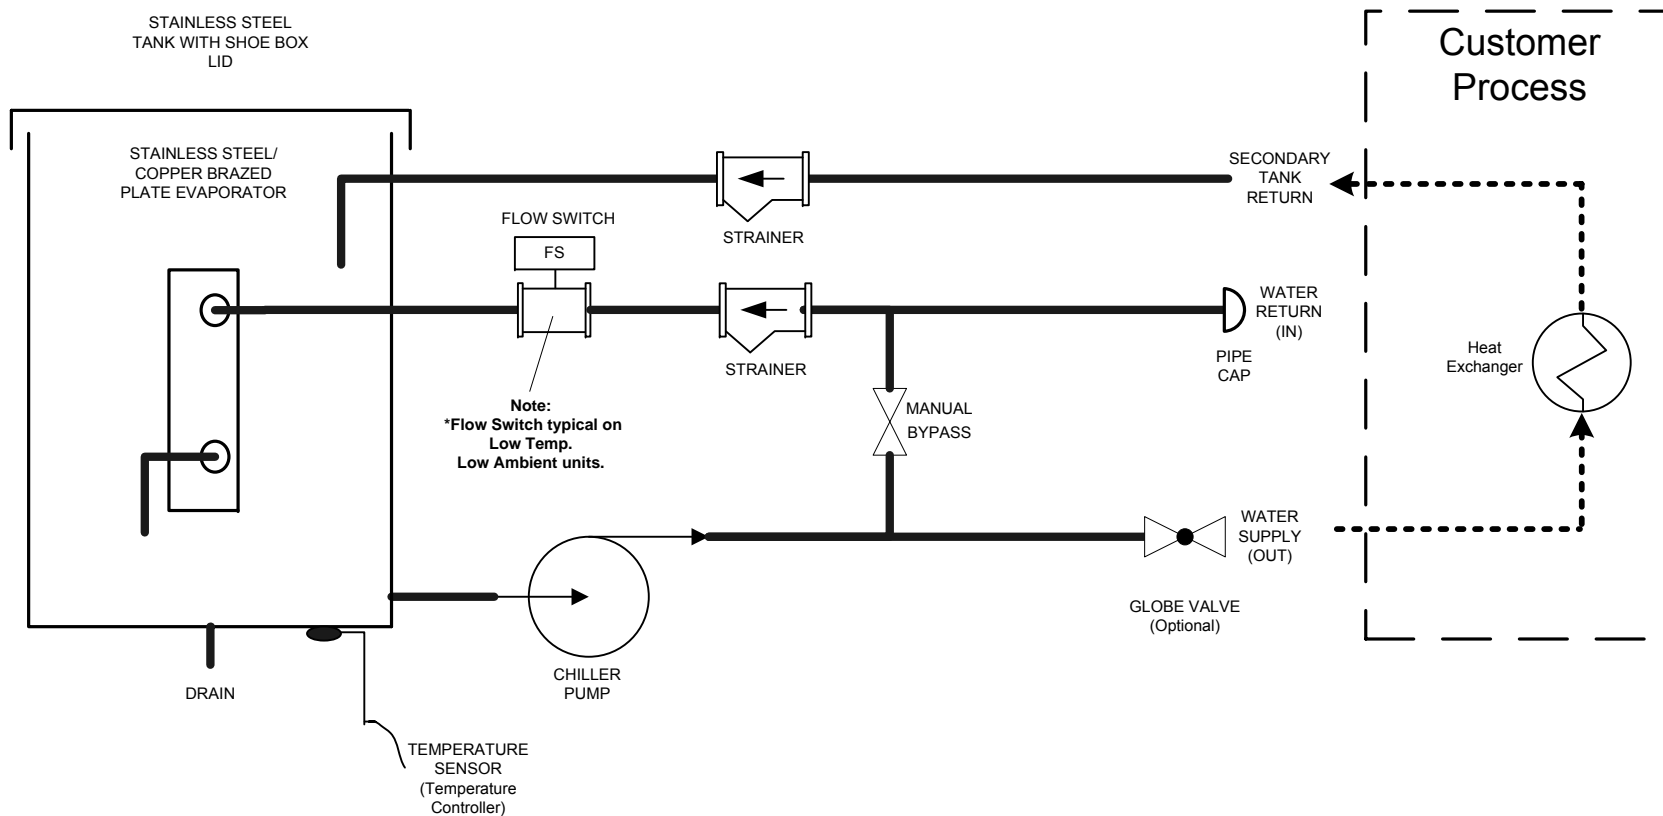 STAINLESS STEEL
TANK WITH SHOE BOX
LID
Customer
Process
STAINLESS STEEL/
COPPER BRAZED
PLATE EVAPORATOR
SECONDARY
TANK
RETURN
STRAINER
FLOW SWITCH
FS
WATER
RETURN
(IN)
PIPE
CAP
STRAINER
Heat
Exchanger
Note:
*Flow Switch typical on
Low Temp.
Low Ambient units.
MANUAL
BYPASS
WATER
SUPPLY
(OUT)
GLOBE VALVE
(Optional)
CHILLER
PUMP
DRAIN
TEMPERATURE
SENSOR
(Temperature
Controller)